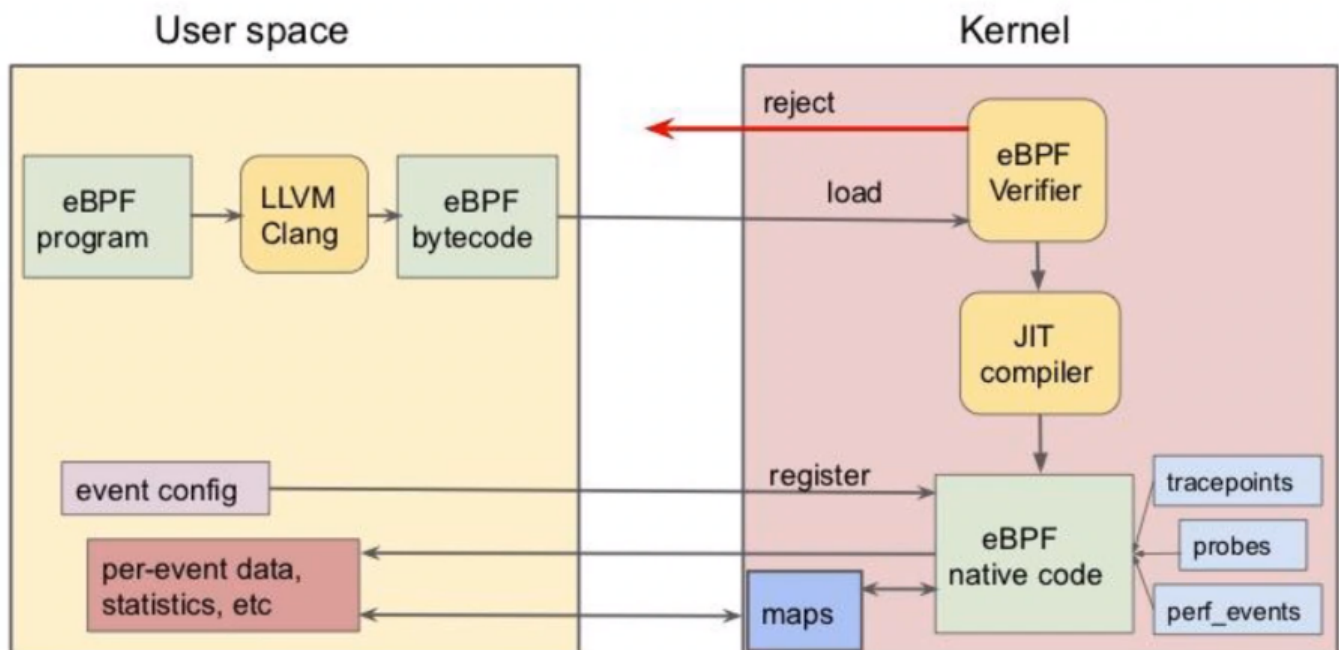 User space
Kernel
reject
eBPF
Verifier
load
eBPF
program
LLVM
Clang
eBPF
bytecode
JIT
compiler
event config
register
tracepoints
eBPF
native code
probes
per-event data,
statistics, etc
maps
perf_events